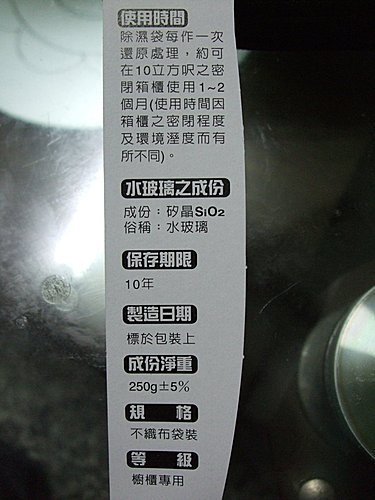 使用時間
除濕袋每作一次
還原處理，約可
在10立方呎之密
閉箱櫃使用1~2
個月(使用時間因
箱櫃之密閉程度
及環境溼度而有
所不同)。
水玻璃之成份
成份：矽晶SiO2
俗稱：水玻璃
保存期限
10年
製造日期
標於包裝上
成份淨重
250g±5%
規 格
不織布袋裝
等 級
櫥櫃專用